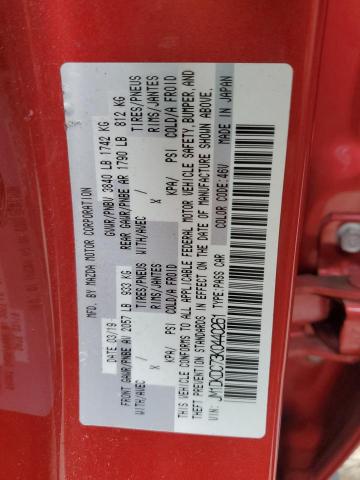 MFD BY MAZDA MOTOR CORPORATION
DATE 03/19 GVWR/PNBV 3840 LB 1742 KG
FRONT GAWR/PNBE AV 2057 LB 933 KG REAR GAWR/PNBE AR 1790 LB 812 KG
WITH/AVEC TIRES/PNEUS WITH/AVEC TIRES/PNEUS
X RIMS/JANTES X RIMS/JANTES
KPA/ PSI COLD/A FROID KPA/ PSI COLD/A FROID
THIS VEHICLE CONFORMS TO ALL APPLICABLE FEDERAL MOTOR VEHICLE SAFETY, BUMPER, AND
THEFT PREVENTION STANDARDS IN EFFECT ON THE DATE OF MANUFACTURE SHOWN ABOVE.
TYPE:PASS CAR COLOR CODE:46V MADE IN JAPAN